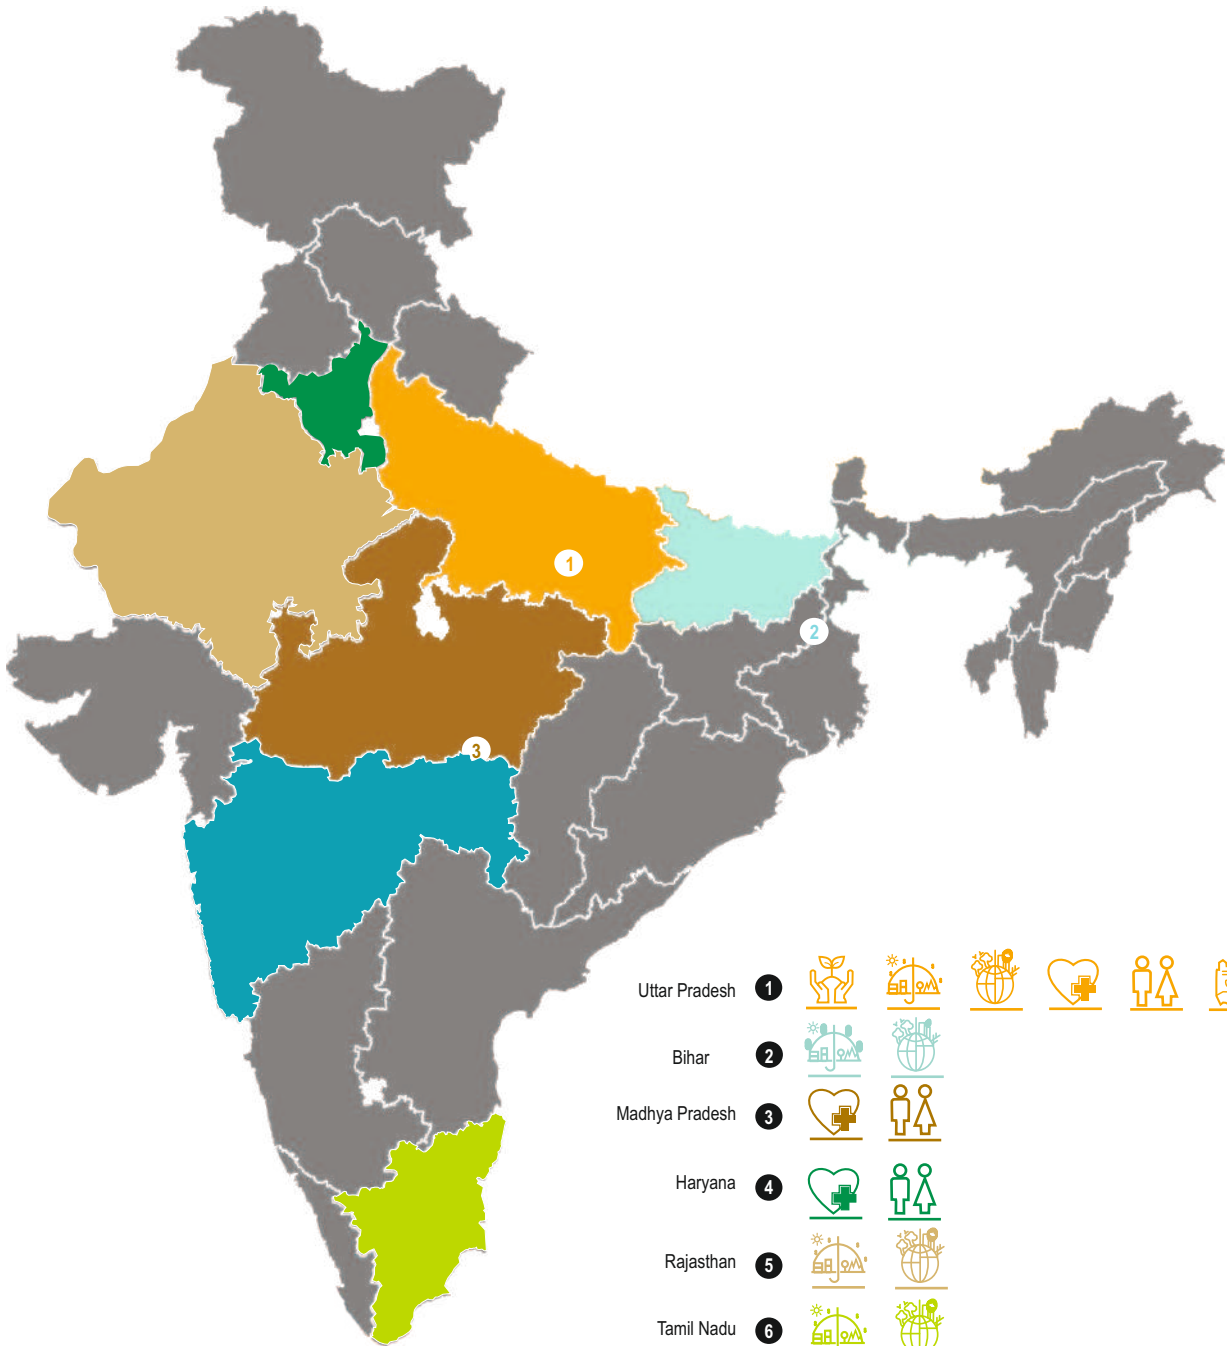 1
2
3
Uttar Pradesh 1
Bihar 2
Madhya Pradesh 3
Haryana 4
Rajasthan 5
Tamil Nadu 6